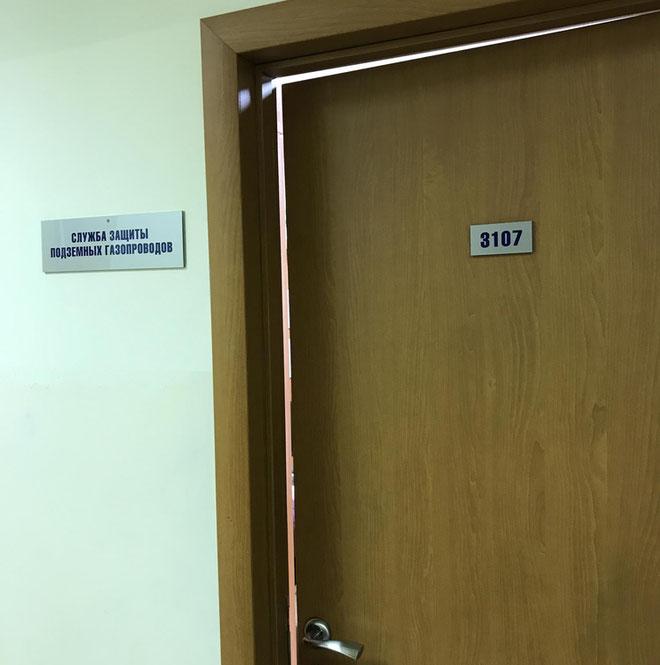 СЛУЖБА ЗАЩИТЫ
ПОДЗЕМНЫХ ГАЗОПРОВОДОВ
3107